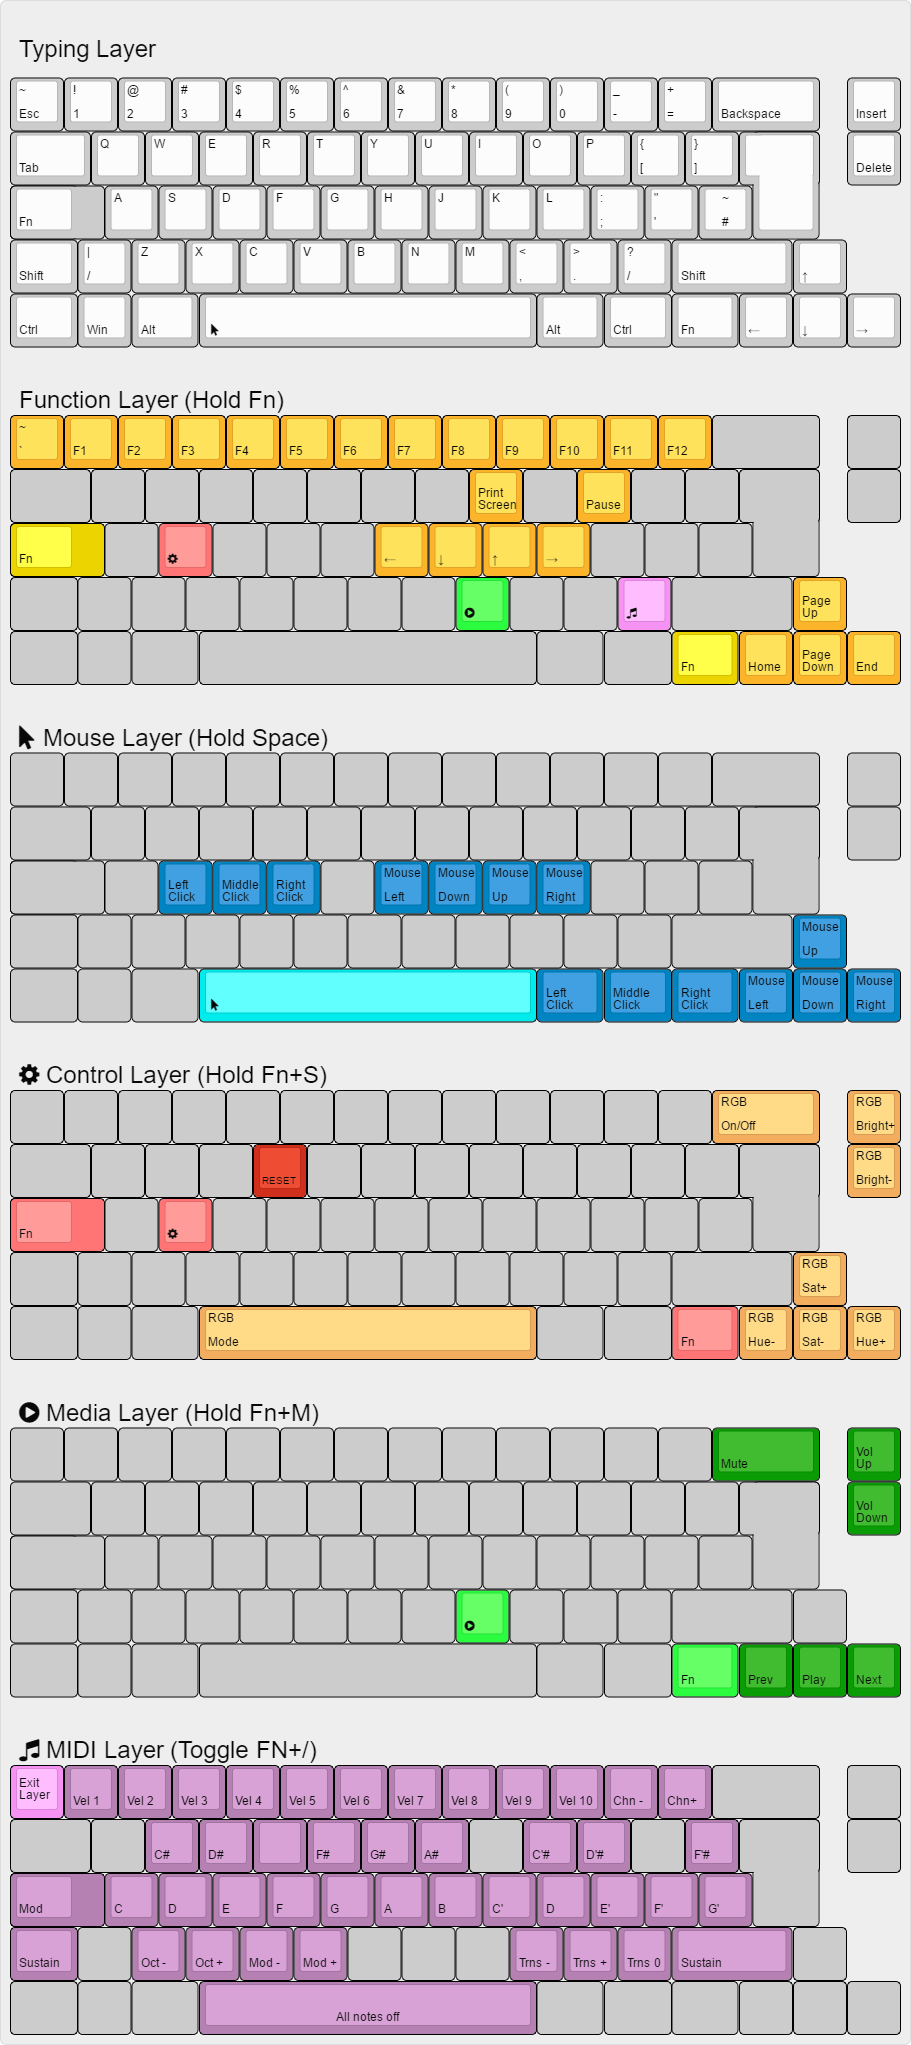 Typing Layer
~ ! @ # $ % ^ & * ( ) _ +
Esc 1 2 3 4 5 6 7 8 9 0 - = Backspace Insert
Q W E R T Y U I O P { }
Tab [ ] Delete
A S D F G H J K L : " ~
Fn ; ' #
| Z X C V B N M < > ?
Shift / , . / Shift ↑
Ctrl Win Alt Alt Ctrl Fn ← ↓ →
Function Layer (Hold Fn)
~
` F1 F2 F3 F4 F5 F6 F7 F8 F9 F10 F11 F12
Print
Screen Pause
Fn ← ↓ ↑ →
Page
Up
Page
Fn Home Down End
Mouse Layer (Hold Space)
Mouse Mouse Mouse Mouse
Left Middle Right
Click Click Click Left Down Up Right
Mouse
Up
Mouse Mouse Mouse
Left Middle Right
Click Click Click Left Down Right
Control Layer (Hold Fn+S)
RGB RGB
On/Off Bright+
RGB
RESET Bright-
Fn
RGB
Sat+
RGB RGB RGB RGB
Mode Fn Hue- Sat- Hue+
Media Layer (Hold Fn+M)
Vol
Mute Up
Vol
Down
Fn Prev Play Next
MIDI Layer (Toggle FN+/)
Exit
Layer Vel 1 Vel 2 Vel 3 Vel 4 Vel 5 Vel 6 Vel 7 Vel 8 Vel 9 Vel 10 Chn - Chn+
C# D# F# G# A# C'# D'# F'#
Mod C D E F G A B C' D E' F' G'
Sustain Oct - Oct + Mod - Mod + Trns - Trns + Trns 0 Sustain
All notes off